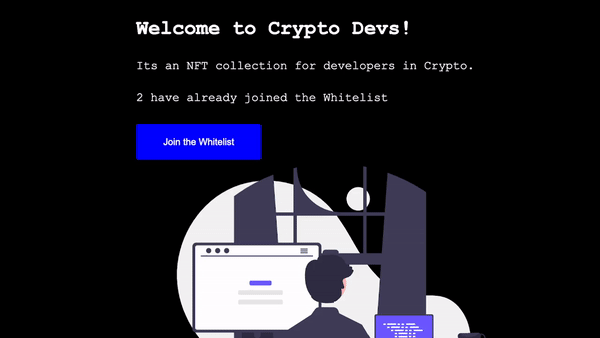 Welcome to Crypto Devs!
Its an NFT collection for developers in Crypto.
2 have already joined the Whitelist
Join the Whitelist